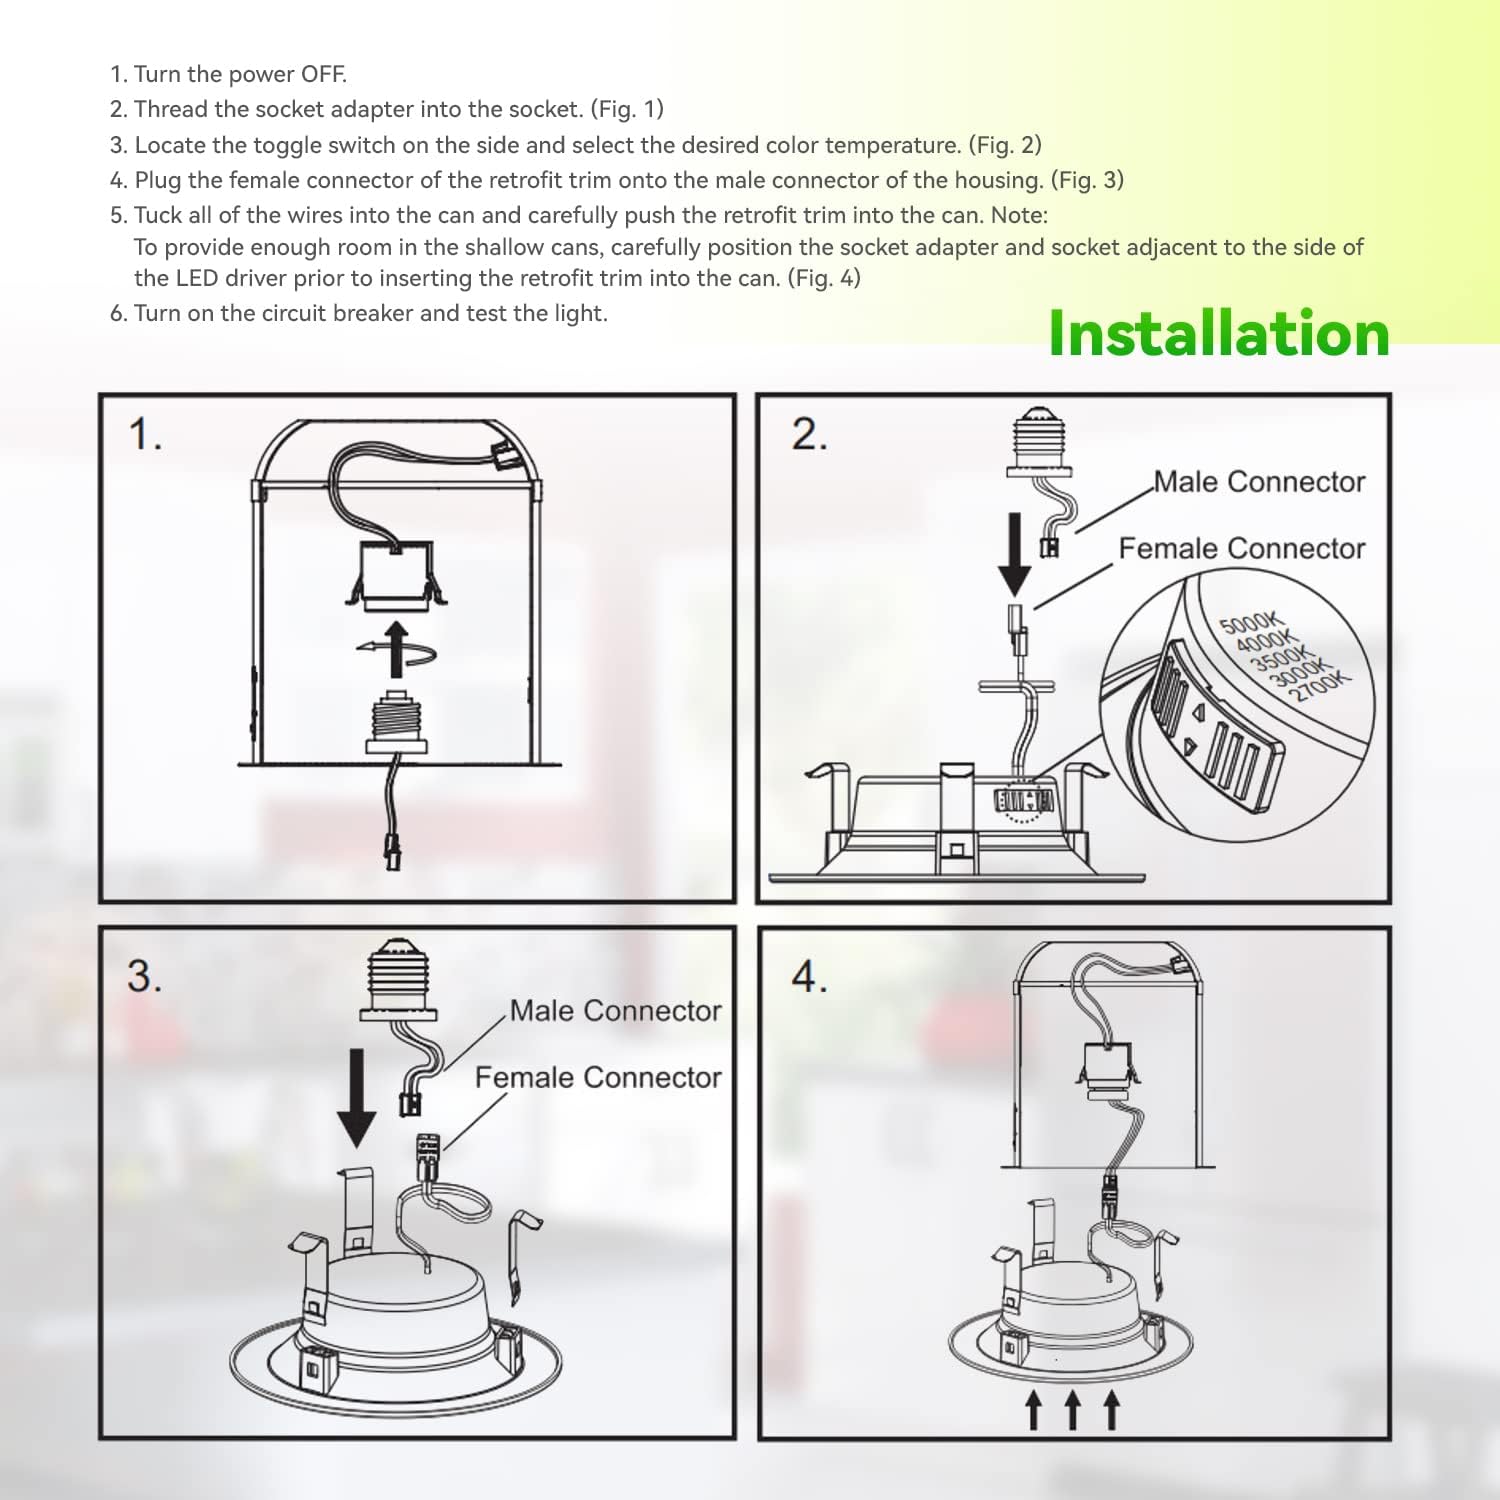 1. Turn the power OFF.
2. Thread the socket adapter into the socket. (Fig. 1)
3. Locate the toggle switch on the side and select the desired color temperature. (Fig. 2)
4. Plug the female connector of the retrofit trim onto the male connector of the housing. (Fig. 3)
5. Tuck all of the wires into the can and carefully push the retrofit trim into the can. Note:
To provide enough room in the shallow cans, carefully position the socket adapter and socket adjacent to the side of
the LED driver prior to inserting the retrofit trim into the can. (Fig. 4)
6. Turn on the circuit breaker and test the light.
Installation
1.
2.
Male Connector
Female Connector
5000K
4000K
3500K
3000K
2700K
3.
Male Connector
Female Connector
4.